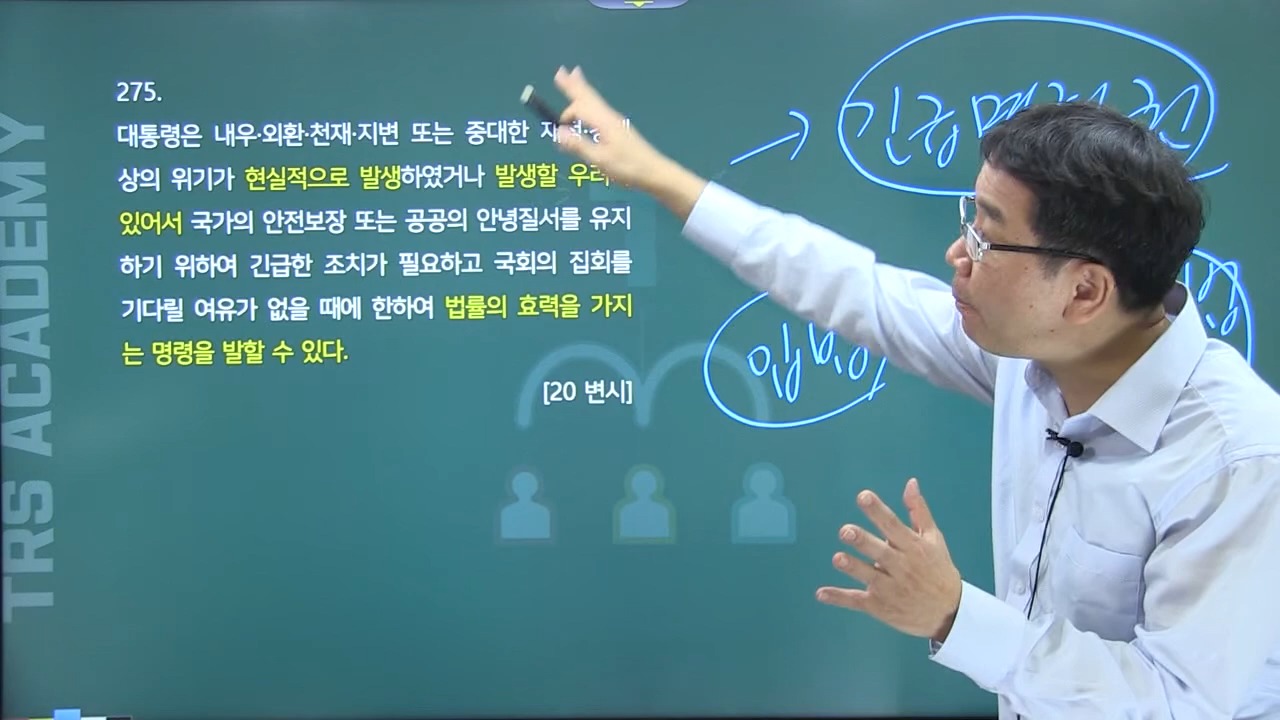 275.
대통령은 내우·외환·천재·지변 또는 중대한
상의 위기가 현실적으로 발생하였거나 발생할
있어서 국가의 안전보장 또는 공공의 안녕질서를 유지
하기 위하여 긴급한 조치가 필요하고 국회의 집회를
기다릴 여유가 없을 때에 한하여 법률의 효력을 가지
는 명령을 발할 수 있다.
[20 변시]
긴급
입법
TRS ACADEMY